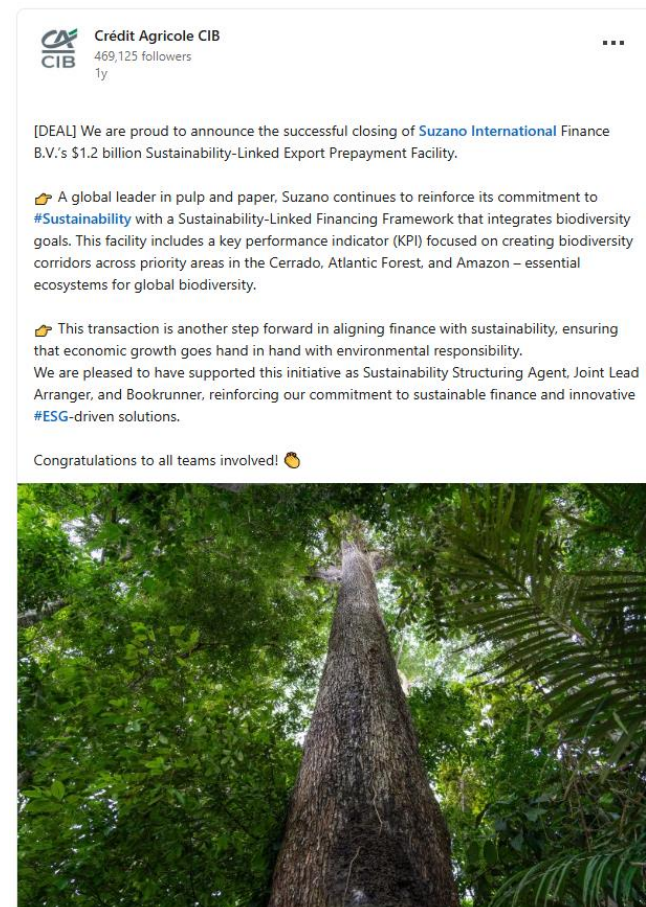 Crédit Agricole CIB
CA
CIB
469,125 followers
1y
[DEAL] We are proud to announce the successful closing of Suzano International Finance
B.V.'s $1.2 billion Sustainability-Linked Export Prepayment Facility.
👉 A global leader in pulp and paper, Suzano continues to reinforce its commitment to
#Sustainability with a Sustainability-Linked Financing Framework that integrates biodiversity
goals. This facility includes a key performance indicator (KPI) focused on creating biodiversity
corridors across priority areas in the Cerrado, Atlantic Forest, and Amazon – essential
ecosystems for global biodiversity.
👉 This transaction is another step forward in aligning finance with sustainability, ensuring
that economic growth goes hand in hand with environmental responsibility.
We are pleased to have supported this initiative as Sustainability Structuring Agent, Joint Lead
Arranger, and Bookrunner, reinforcing our commitment to sustainable finance and innovative
#ESG-driven solutions.
Congratulations to all teams involved! 👏